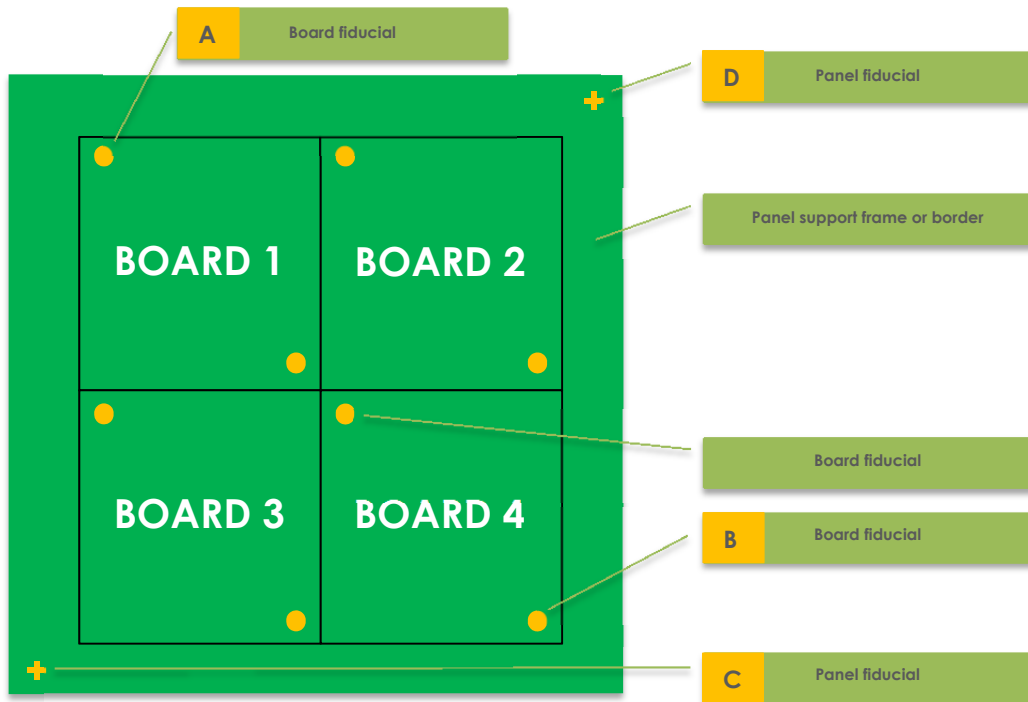 A Board fiducial
D Panel fiducial
Panel support frame or border
BOARD 1 BOARD 2
Board fiducial
BOARD 3 BOARD 4
B Board fiducial
C Panel fiducial